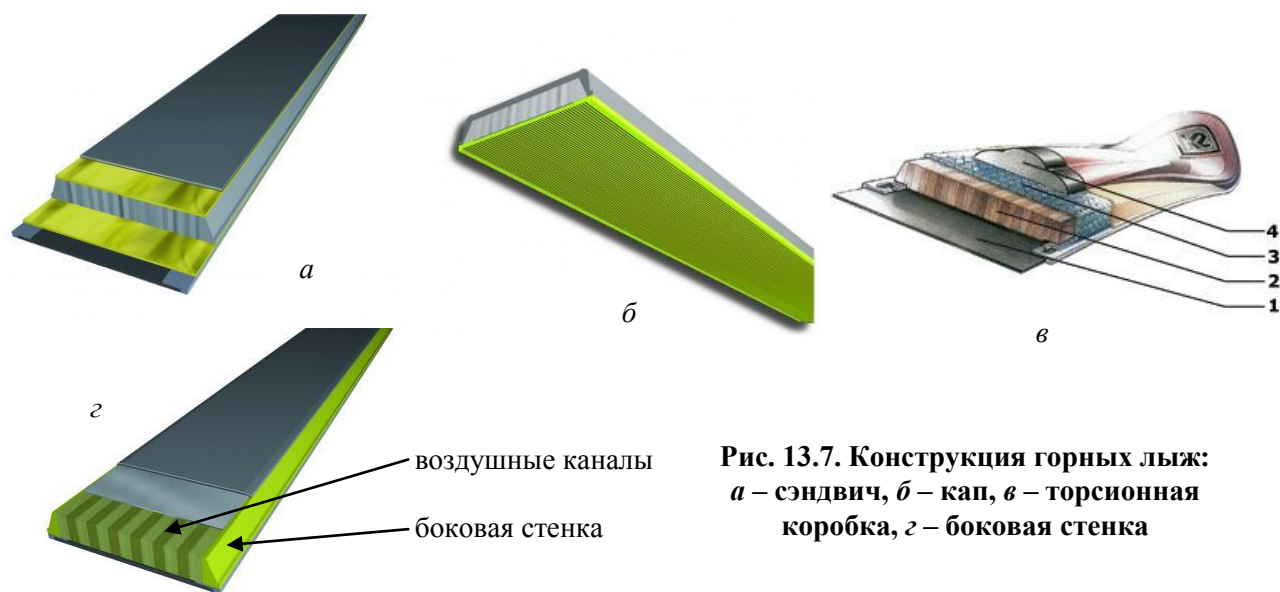 а
б
4
3
2
1
в
г
воздушные каналы
боковая стенка
Рис. 13.7. Конструкция горных лыж:
а – сэндвич, б – кап, в – торсионная
коробка, г – боковая стенка